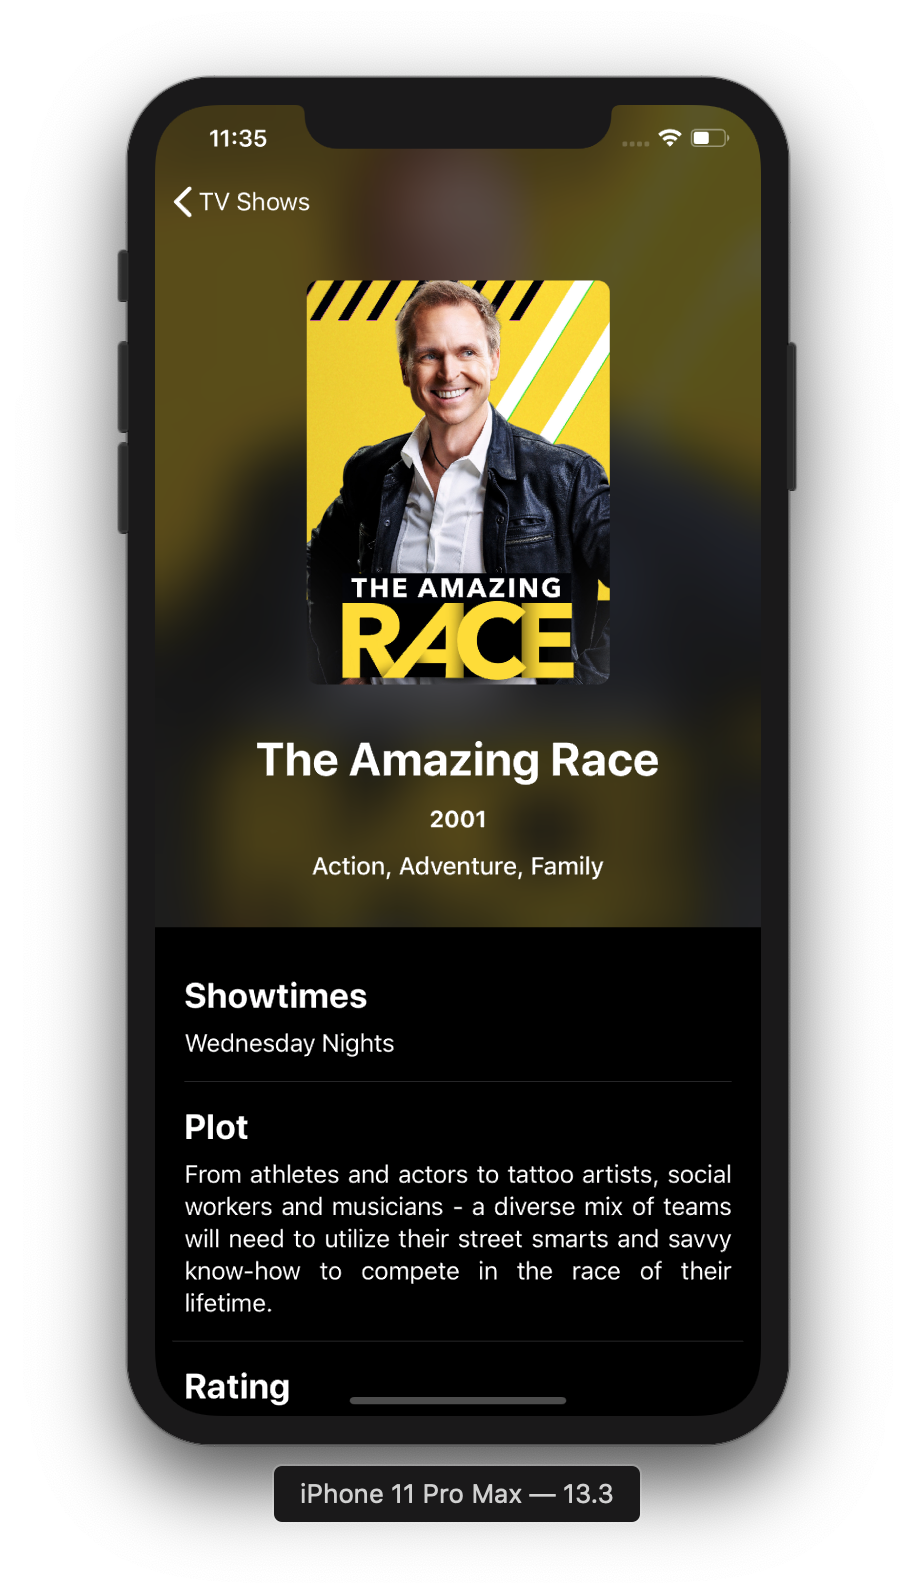 11:35
TV Shows
THE AMAZING
RACE
The Amazing Race
2001
Action, Adventure, Family
Showtimes
Wednesday Nights
Plot
From athletes and actors to tattoo artists, social
workers and musicians - a diverse mix of teams
will need to utilize their street smarts and savvy
know-how to compete in the race of their
lifetime.
Rating
iPhone 11 Pro Max — 13.3